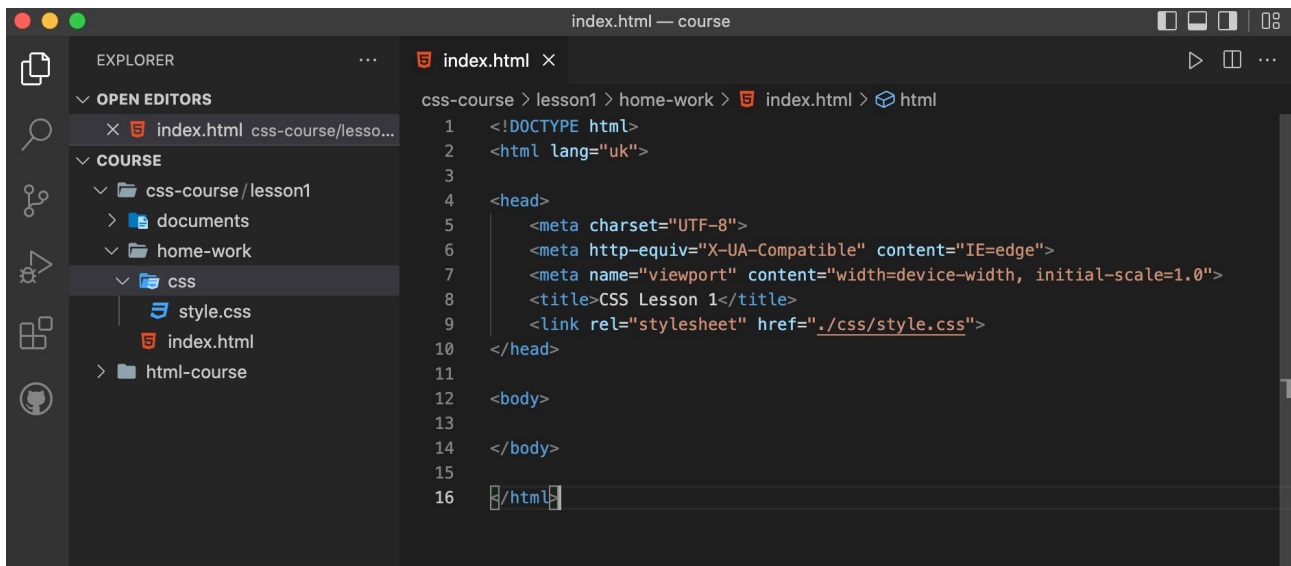 index.html — course
EXPLORER
OPEN EDITORS
index.html css-course/lesso...
COURSE
css-course/lesson1
documents
home-work
css
style.css
index.html
html-course
index.html
css-course > lesson1 > home-work > index.html > html
1 <!DOCTYPE html>
2 <html lang="uk">
3
4 <head>
5 <meta charset="UTF-8">
6 <meta http-equiv="X-UA-Compatible" content="IE=edge">
7 <meta name="viewport" content="width=device-width, initial-scale=1.0">
8 <title>CSS Lesson 1</title>
9 <link rel="stylesheet" href="./css/style.css">
10 </head>
11
12 <body>
13
14 </body>
15
16 </html>